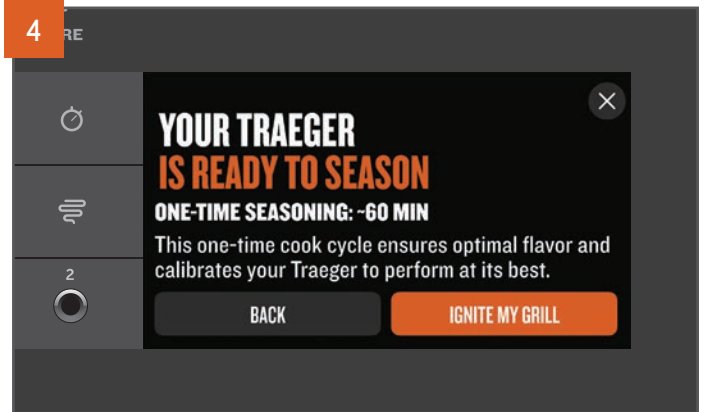 4
RE
YOUR TRAEGER
IS READY TO SEASON
ONE-TIME SEASONING: ~60 MIN
This one-time cook cycle ensures optimal flavor and
calibrates your Traeger to perform at its best.
2
BACK
IGNITE MY GRILL